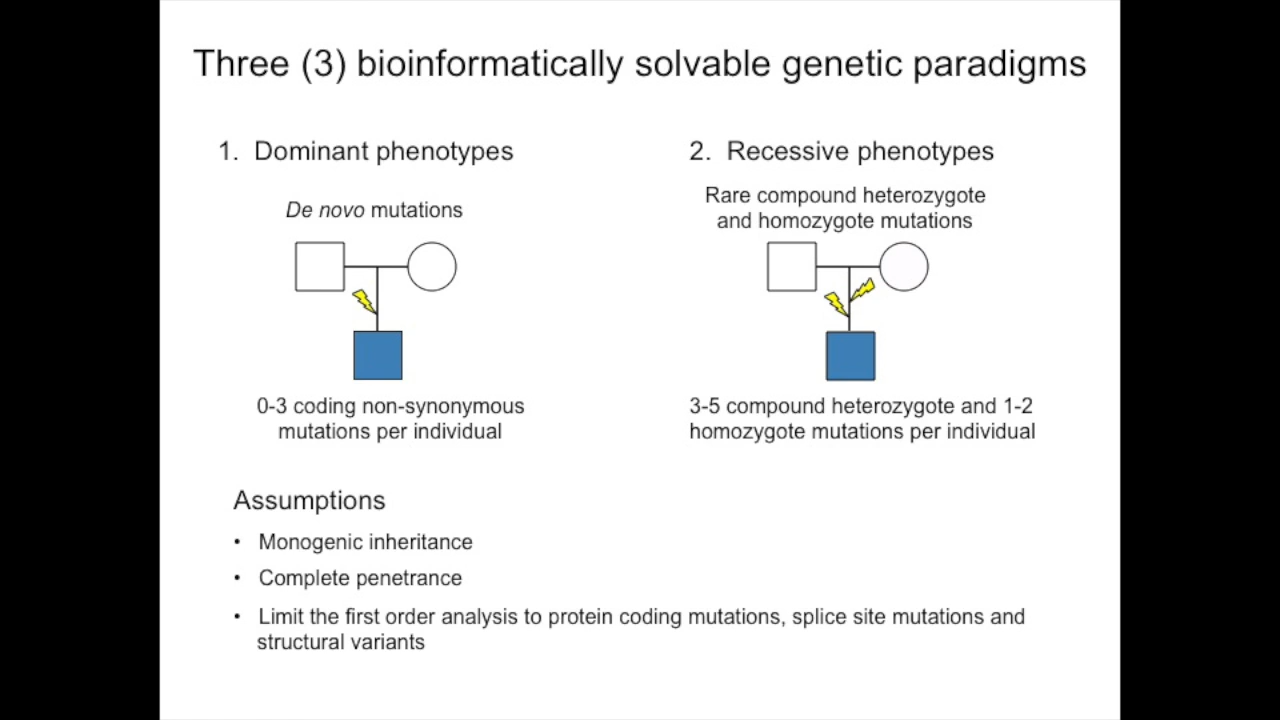 Three (3) bioinformatically solvable genetic paradigms
1. Dominant phenotypes
De novo mutations
0-3 coding non-synonymous
mutations per individual
2. Recessive phenotypes
Rare compound heterozygote
and homozygote mutations
3-5 compound heterozygote and 1-2
homozygote mutations per individual
Assumptions
• Monogenic inheritance
• Complete penetrance
• Limit the first order analysis to protein coding mutations, splice site mutations and
structural variants